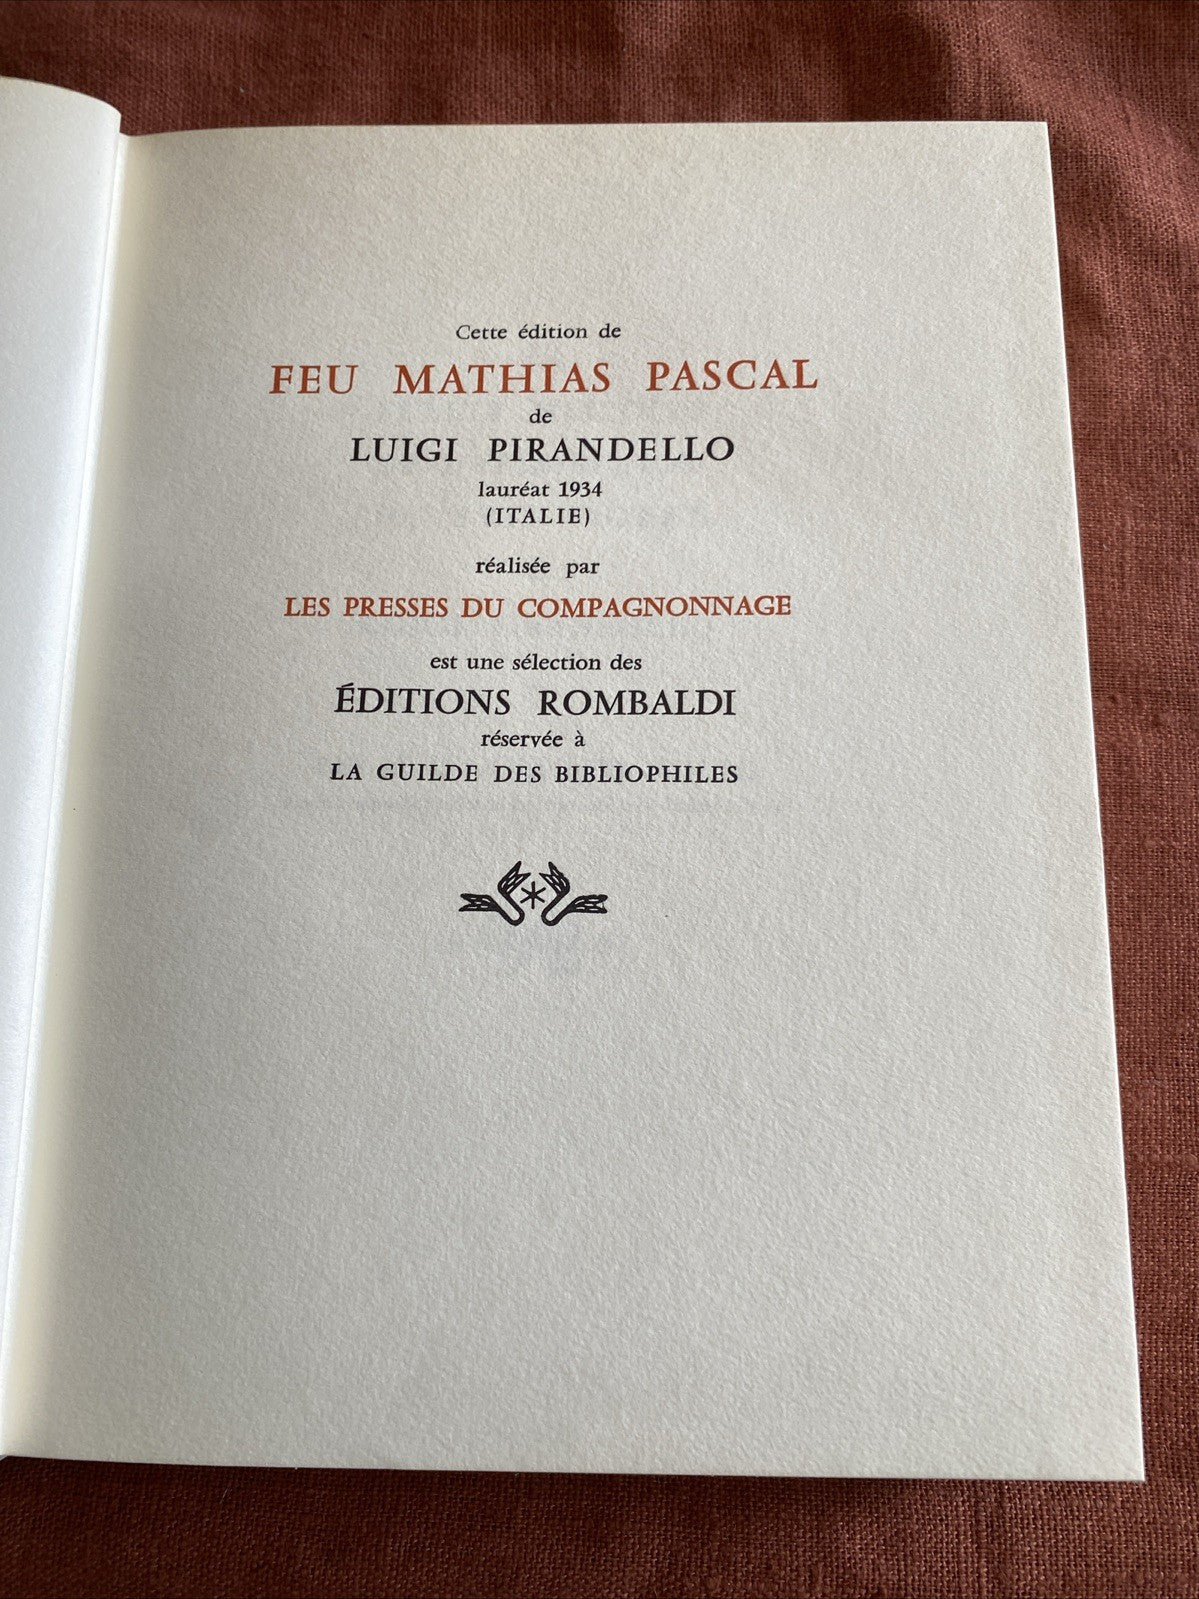 Cette édition de
FEU MATHIAS PASCAL
de
LUIGI PIRANDELLO
lauréat 1934
(ITALIE)
réalisée par
LES PRESSES DU COMPAGNONNAGE
est une sélection des
ÉDITIONS ROMBALDI
réservée à
LA GUILDE DES BIBLIOPHILES